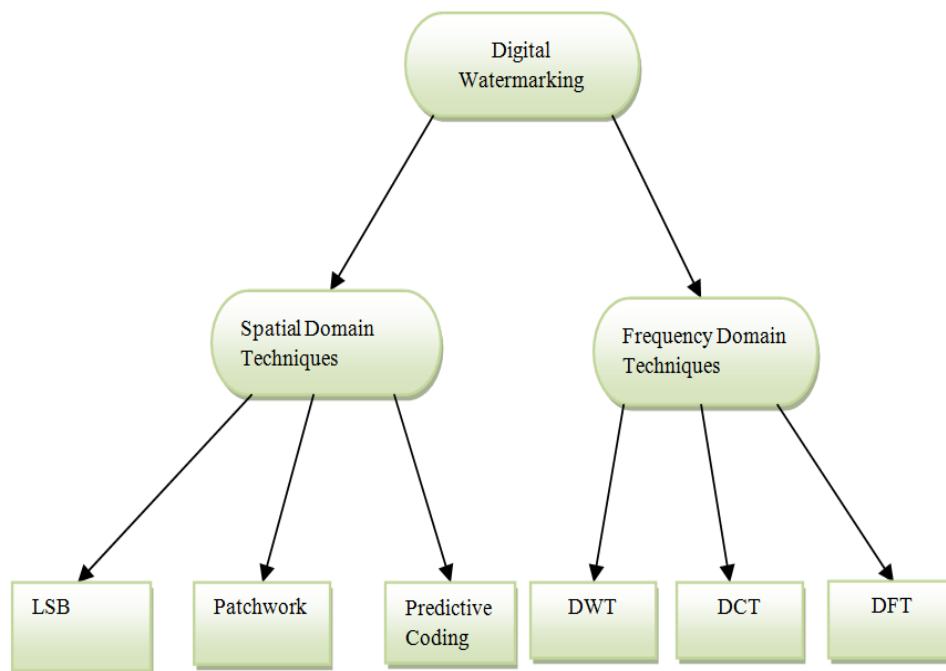 Digital
Watermarking
Spatial Domain
Techniques
Frequency Domain
Techniques
LSB
Patchwork
Predictive
Coding
DWT
DCT
DFT